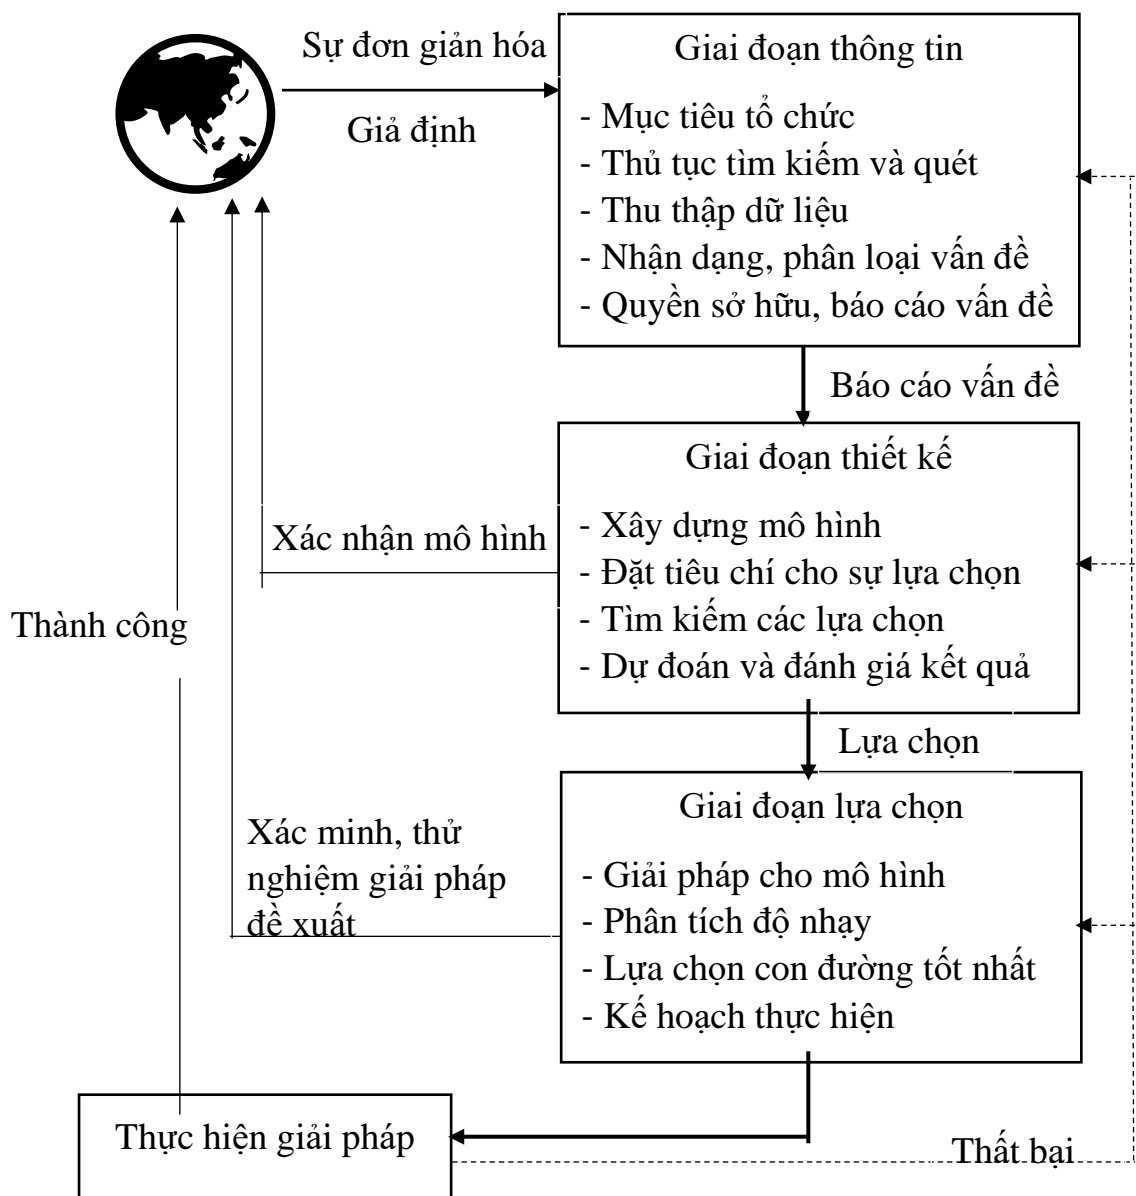 Sự đơn giản hóa
Giả định
Giai đoạn thông tin
- Mục tiêu tổ chức
- Thủ tục tìm kiếm và quét
- Thu thập dữ liệu
- Nhận dạng, phân loại vấn đề
- Quyền sở hữu, báo cáo vấn đề
Báo cáo vấn đề
Giai đoạn thiết kế
- Xây dựng mô hình
- Đặt tiêu chí cho sự lựa chọn
- Tìm kiếm các lựa chọn
- Dự đoán và đánh giá kết quả
Xác nhận mô hình
Thành công
Lựa chọn
Giai đoạn lựa chọn
- Giải pháp cho mô hình
- Phân tích độ nhạy
- Lựa chọn con đường tốt nhất
- Kế hoạch thực hiện
Xác minh, thử
nghiệm giải pháp
đề xuất
Thực hiện giải pháp
Thất bại